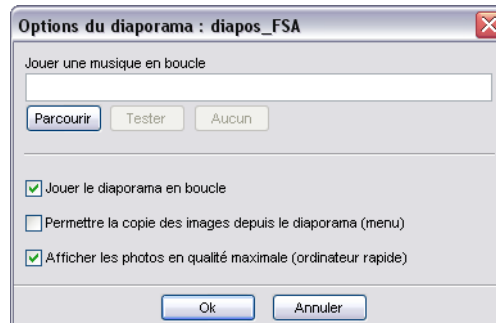 Options du diaporama : diapos_FSA
Jouer une musique en boucle
Parcourir Tester Aucun
Jouer le diaporama en boucle
Permettre la copie des images depuis le diaporama (menu)
Afficher les photos en qualité maximale (ordinateur rapide)
Ok Annuler